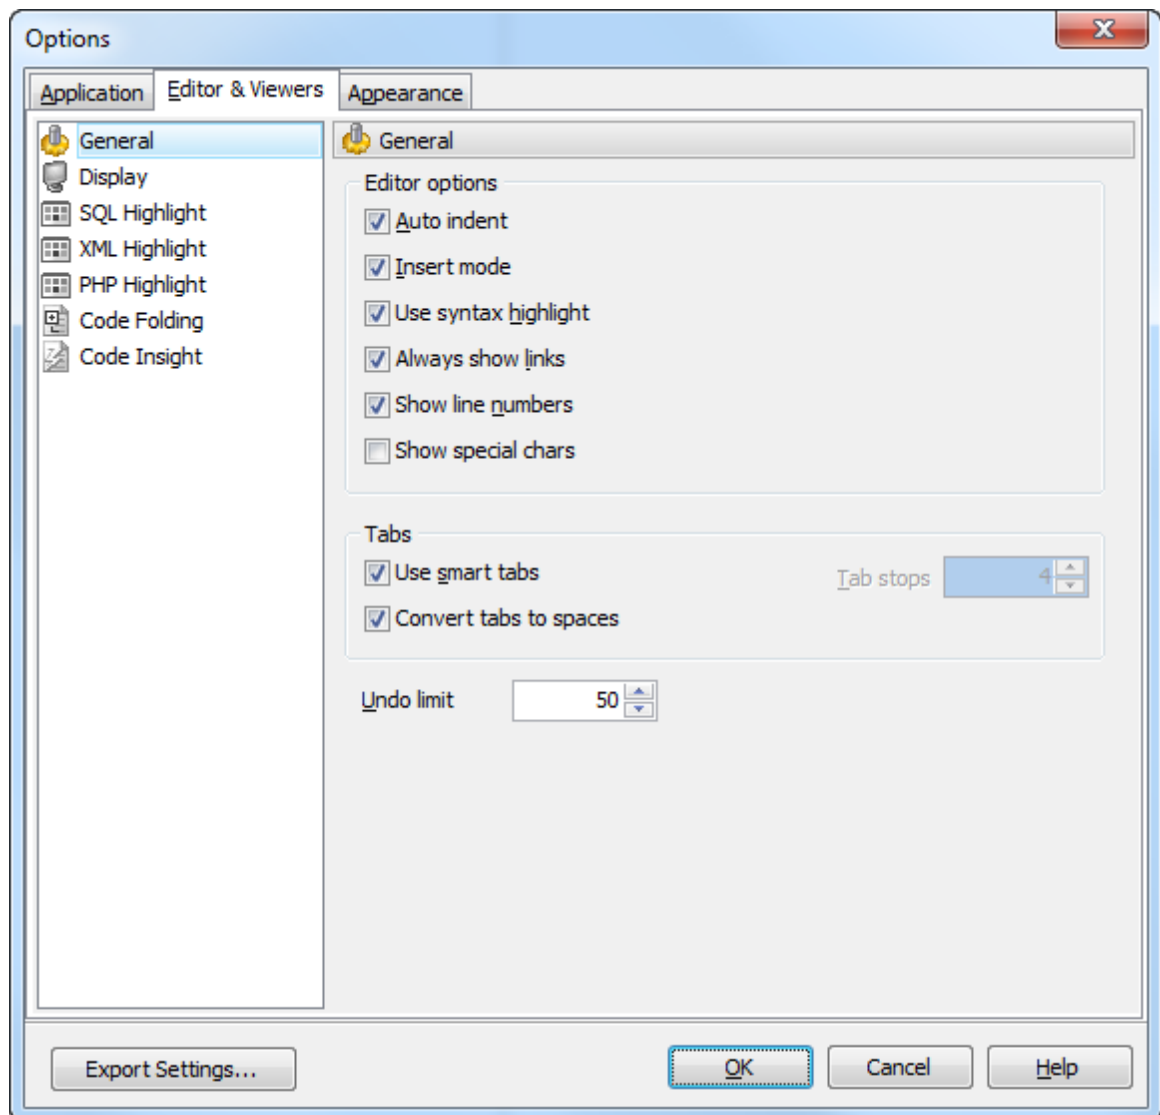 Options
Application
Editor & Viewers
Appearance
General
Display
SQL Highlight
XML Highlight
PHP Highlight
Code Folding
Code Insight
General
Editor options
Auto indent
Insert mode
Use syntax highlight
Always show links
Show line numbers
Show special chars
Tabs
Use smart tabs
Tab stops 4
Convert tabs to spaces
Undo limit 50
Export Settings...
OK
Cancel
Help